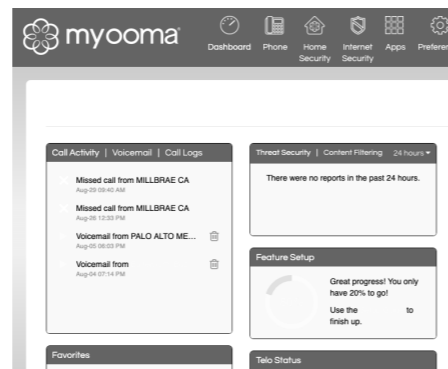 myooma
Dashboard
Phone
Home
Security
Internet
Security
Apps
Preferen
Call Activity | Voicemail | Call Logs
Missed call from MILLBRAE CA
Aug-29 09:40 AM
Missed call from MILLBRAE CA
Aug-26 12:33 PM
Voicemail from PALO ALTO ME...
Aug-05 06:03 PM
Voicemail from
Aug-04 07:14 PM
Favorites
Threat Security | Content Filtering 24 hours
There were no reports in the past 24 hours.
Feature Setup
Great progress! You only
have 20% to go!
Use the to
finish up.
Telo Status